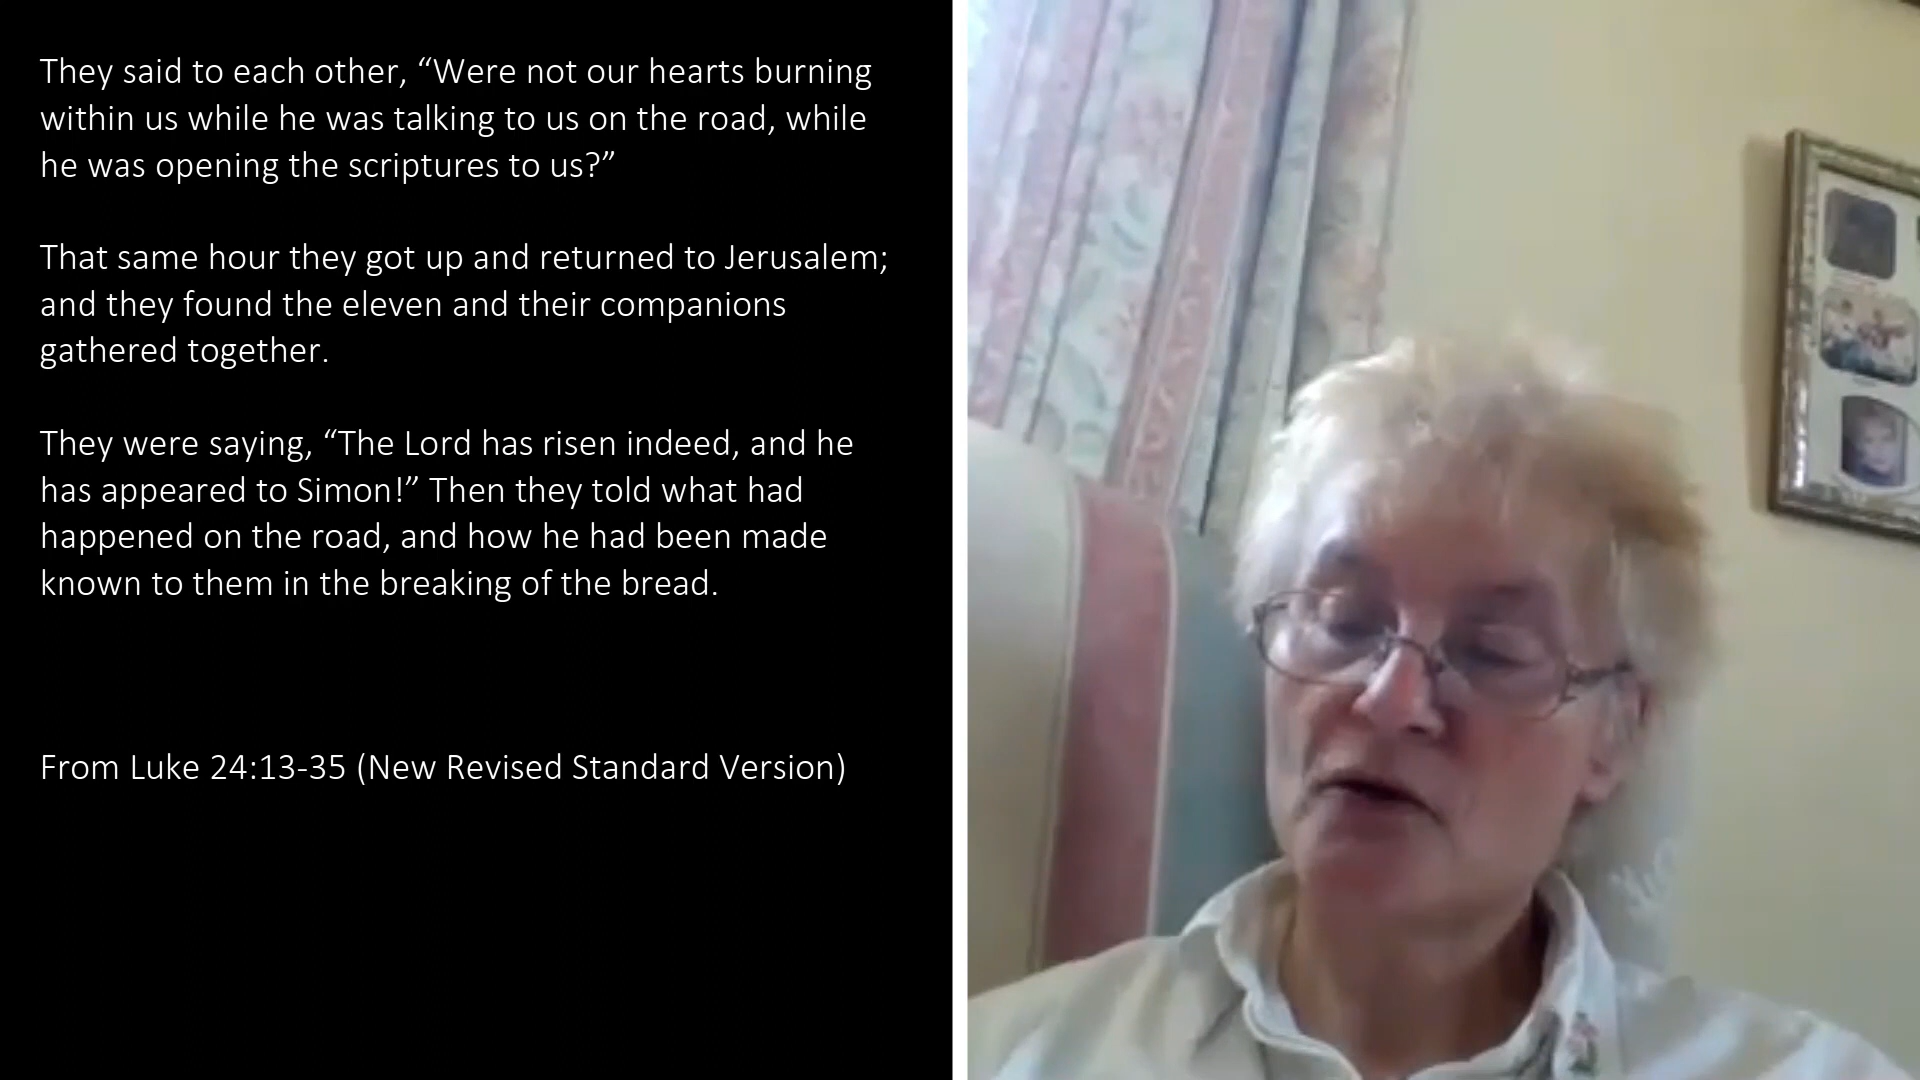 They said to each other, “Were not our hearts burning
within us while he was talking to us on the road, while
he was opening the scriptures to us?”
That same hour they got up and returned to Jerusalem;
and they found the eleven and their companions
gathered together.
They were saying, “The Lord has risen indeed, and he
has appeared to Simon!” Then they told what had
happened on the road, and how he had been made
known to them in the breaking of the bread.
From Luke 24:13-35 (New Revised Standard Version)